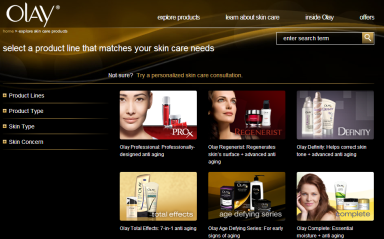 OLAY®
explore products
learn about skin care
inside Olay
offers
home > explore skin care products
enter search term
select a product line that matches your skin care needs
Not sure? Try a personalized skin care consultation.
Product Lines
Product Type
Skin Type
Skin Concern
PROX
REGENERIST
DEFINITY
Olay Professional: Professionally-
designed anti aging
Olay Regenerist: Regenerates
skin's surface + advanced anti
aging
Olay Definity: Helps correct skin
tone + advanced anti aging
total effects
age defying series
complete
Olay Total Effects: 7-in-1 anti aging
Olay Age Defying Series: For early
signs of aging
Olay Complete: Essential
moisture + anti aging